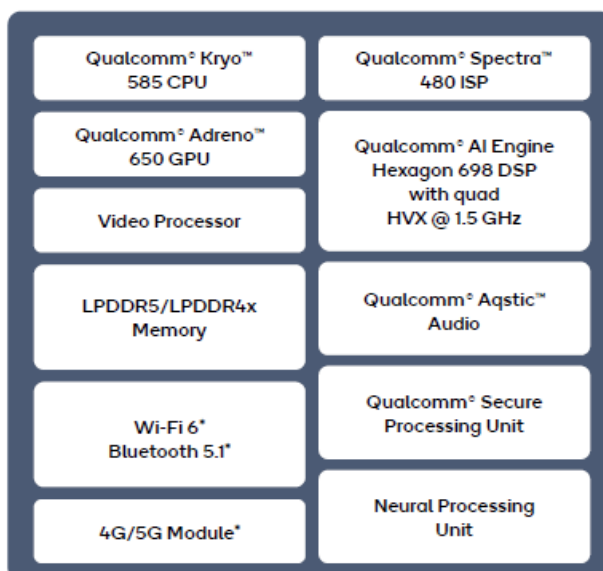 Qualcomm® Kryo™
585 CPU
Qualcomm® Adreno™
650 GPU
Video Processor
LPDDR5/LPDDR4x
Memory
Wi-Fi 6*
Bluetooth 5.1*
4G/5G Module*
Qualcomm® Spectra™
480 ISP
Qualcomm® AI Engine
Hexagon 698 DSP
with quad
HVX @ 1.5 GHz
Qualcomm® Aqstic™
Audio
Qualcomm® Secure
Processing Unit
Neural Processing
Unit